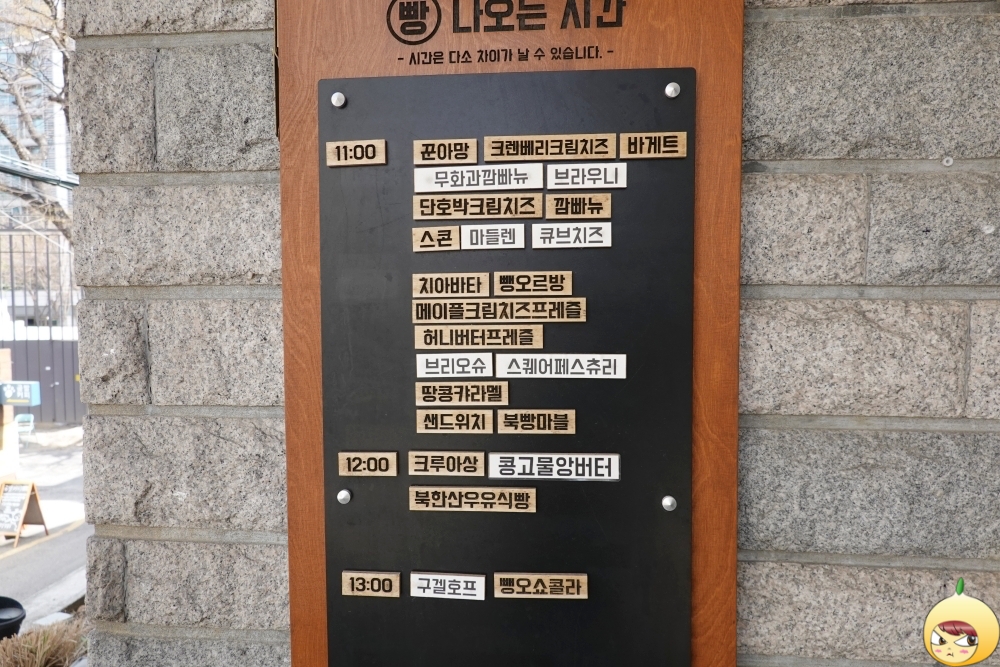 빵 나오는 시간
- 시간은 다소 차이가 날 수 있습니다. -
11:00 꾼아망 크렌베리크림치즈 바게트
무화과깜빠뉴 브라우니
단호박크림치즈 깜빠뉴
스콘 마들렌 큐브치즈
치아바타 뺑오르방
메이플크림치즈프레즐
허니버터프레즐
브리오슈 스퀘어페스츄리
땅콩캬라멜
샌드위치 북빵마블
12:00 크루아상 콩고물앙버터
북한산우유식빵
13:00 구겔호프 뺑오쇼콜라